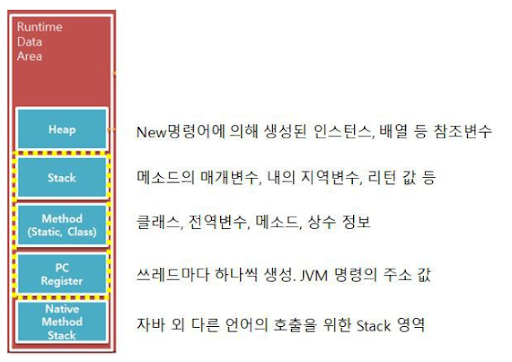 Runtime
Data
Area
Heap
New명령어에 의해 생성된 인스턴스, 배열 등 참조변수
Stack
메소드의 매개변수, 내의 지역변수, 리턴 값 등
Method
(Static, Class)
클래스, 전역변수, 메소드, 상수 정보
PC
Register
쓰레드마다 하나씩 생성. JVM 명령의 주소 값
Native
Method
Stack
자바 외 다른 언어의 호출을 위한 Stack 영역